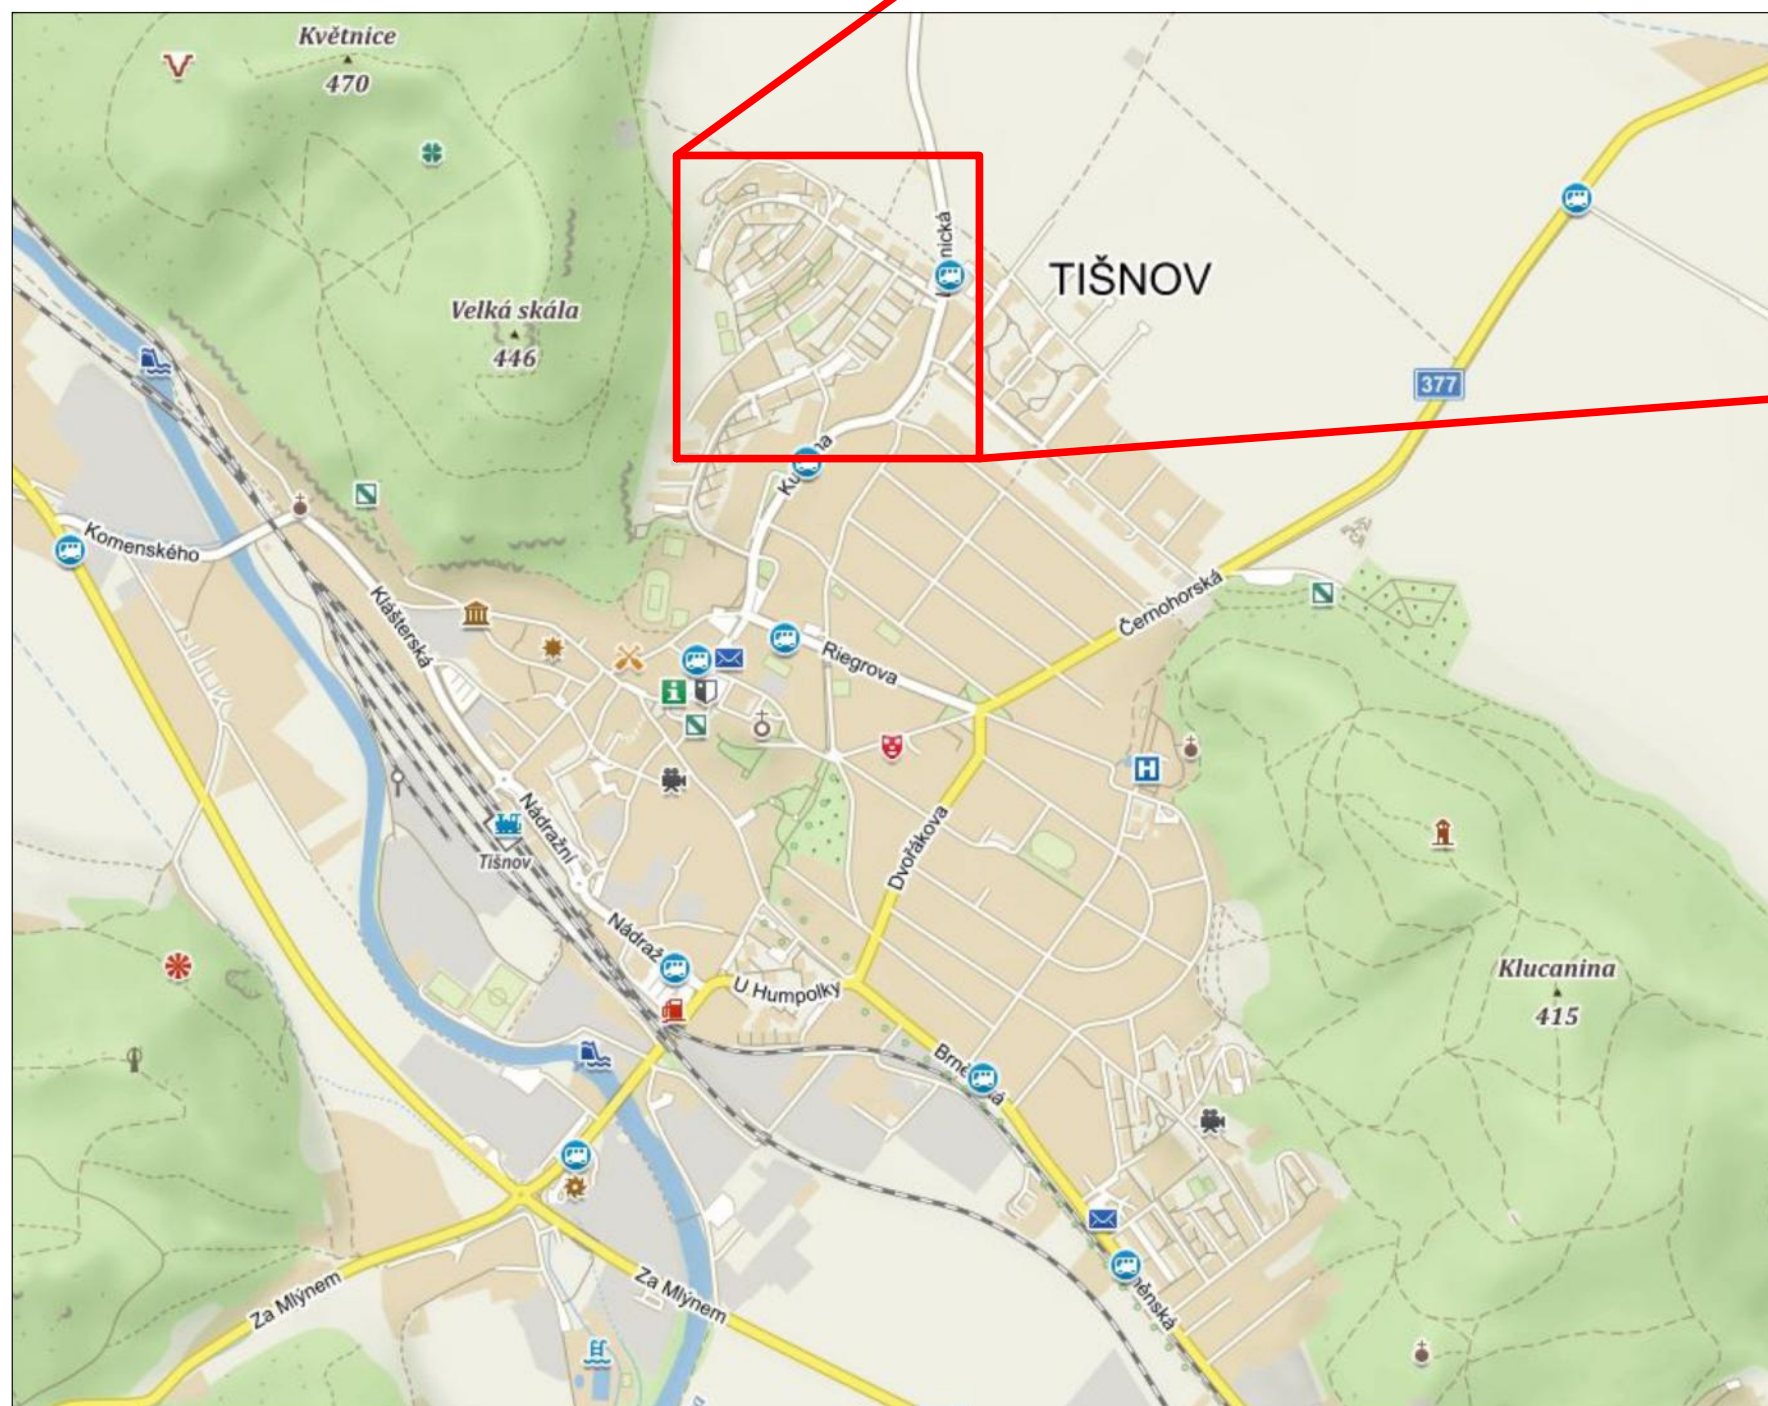 Květnice
470
nická
TIŠNOV
Velká skála
446
377
Komenského
Klášterská
Černohorská
Riegrova
H
i
Nádražní
Tišnov
Dvořákova
U Humpolky
Klucanina
415
Za Mlýnem
Za Mlýnem